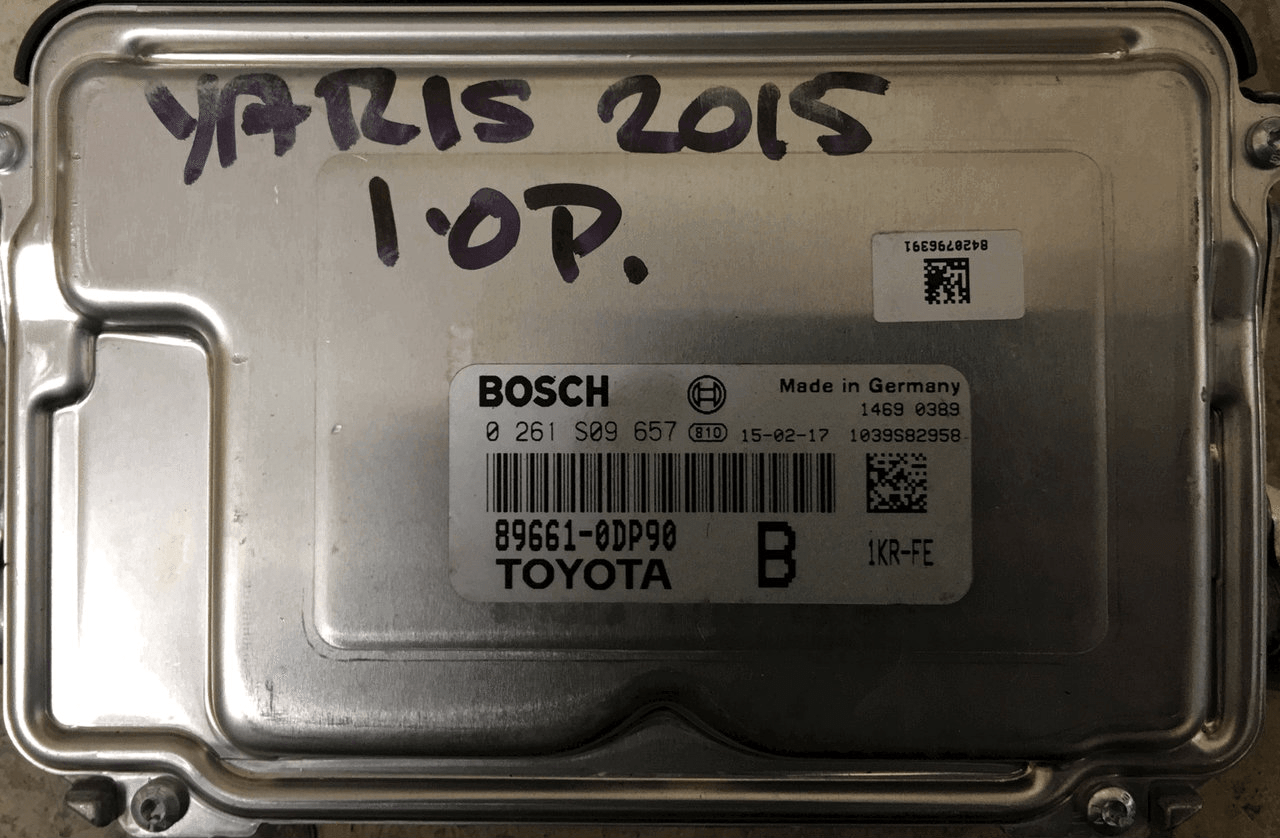 YARIS 2015
1.0P.
8420796391
BOSCH Made in Germany
1469 0389
0 261 S09 657 810 15-02-17 1039S82958
89661-0DP90 B 1KR-FE
TOYOTA